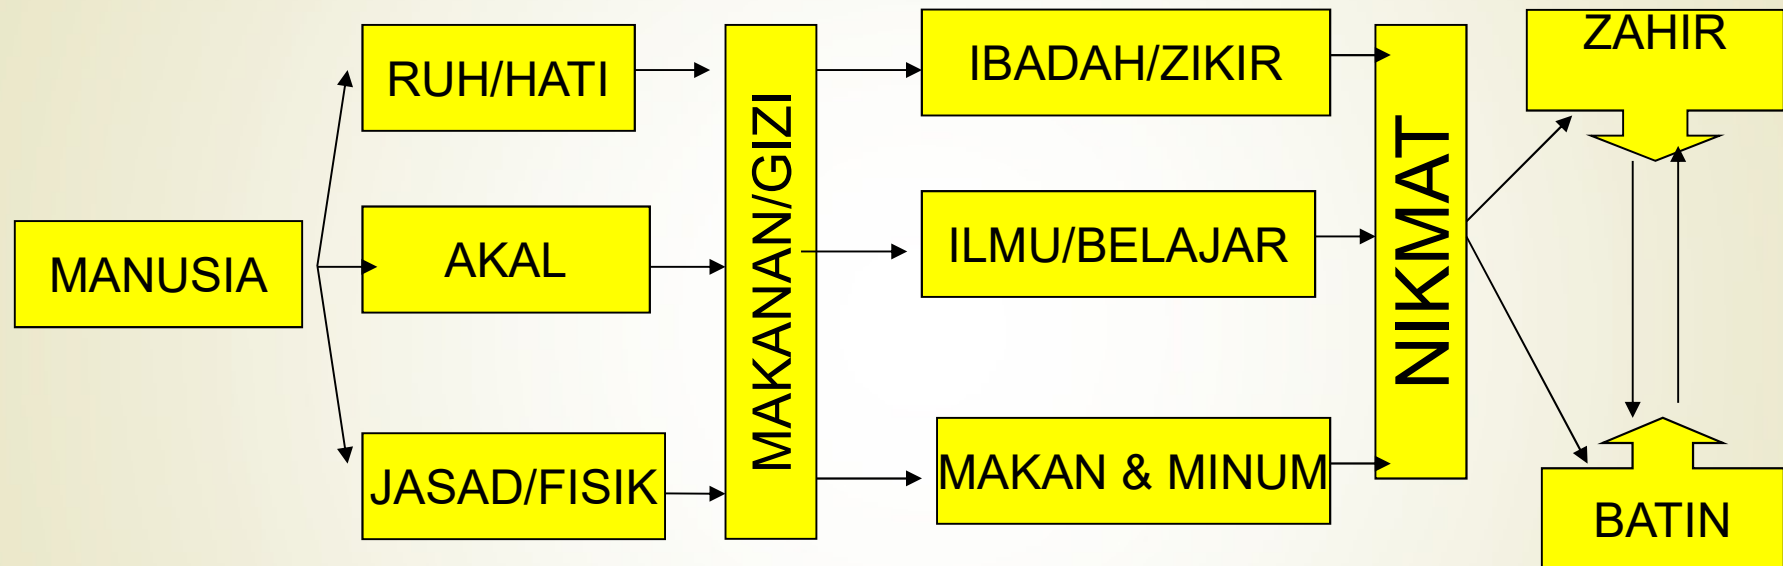 MANUSIA
RUH/HATI
AKAL
JASAD/FISIK
MAKANAN/GIZI
IBADAH/ZIKIR
ILMU/BELAJAR
MAKAN & MINUM
NIKMAT
ZAHIR
BATIN